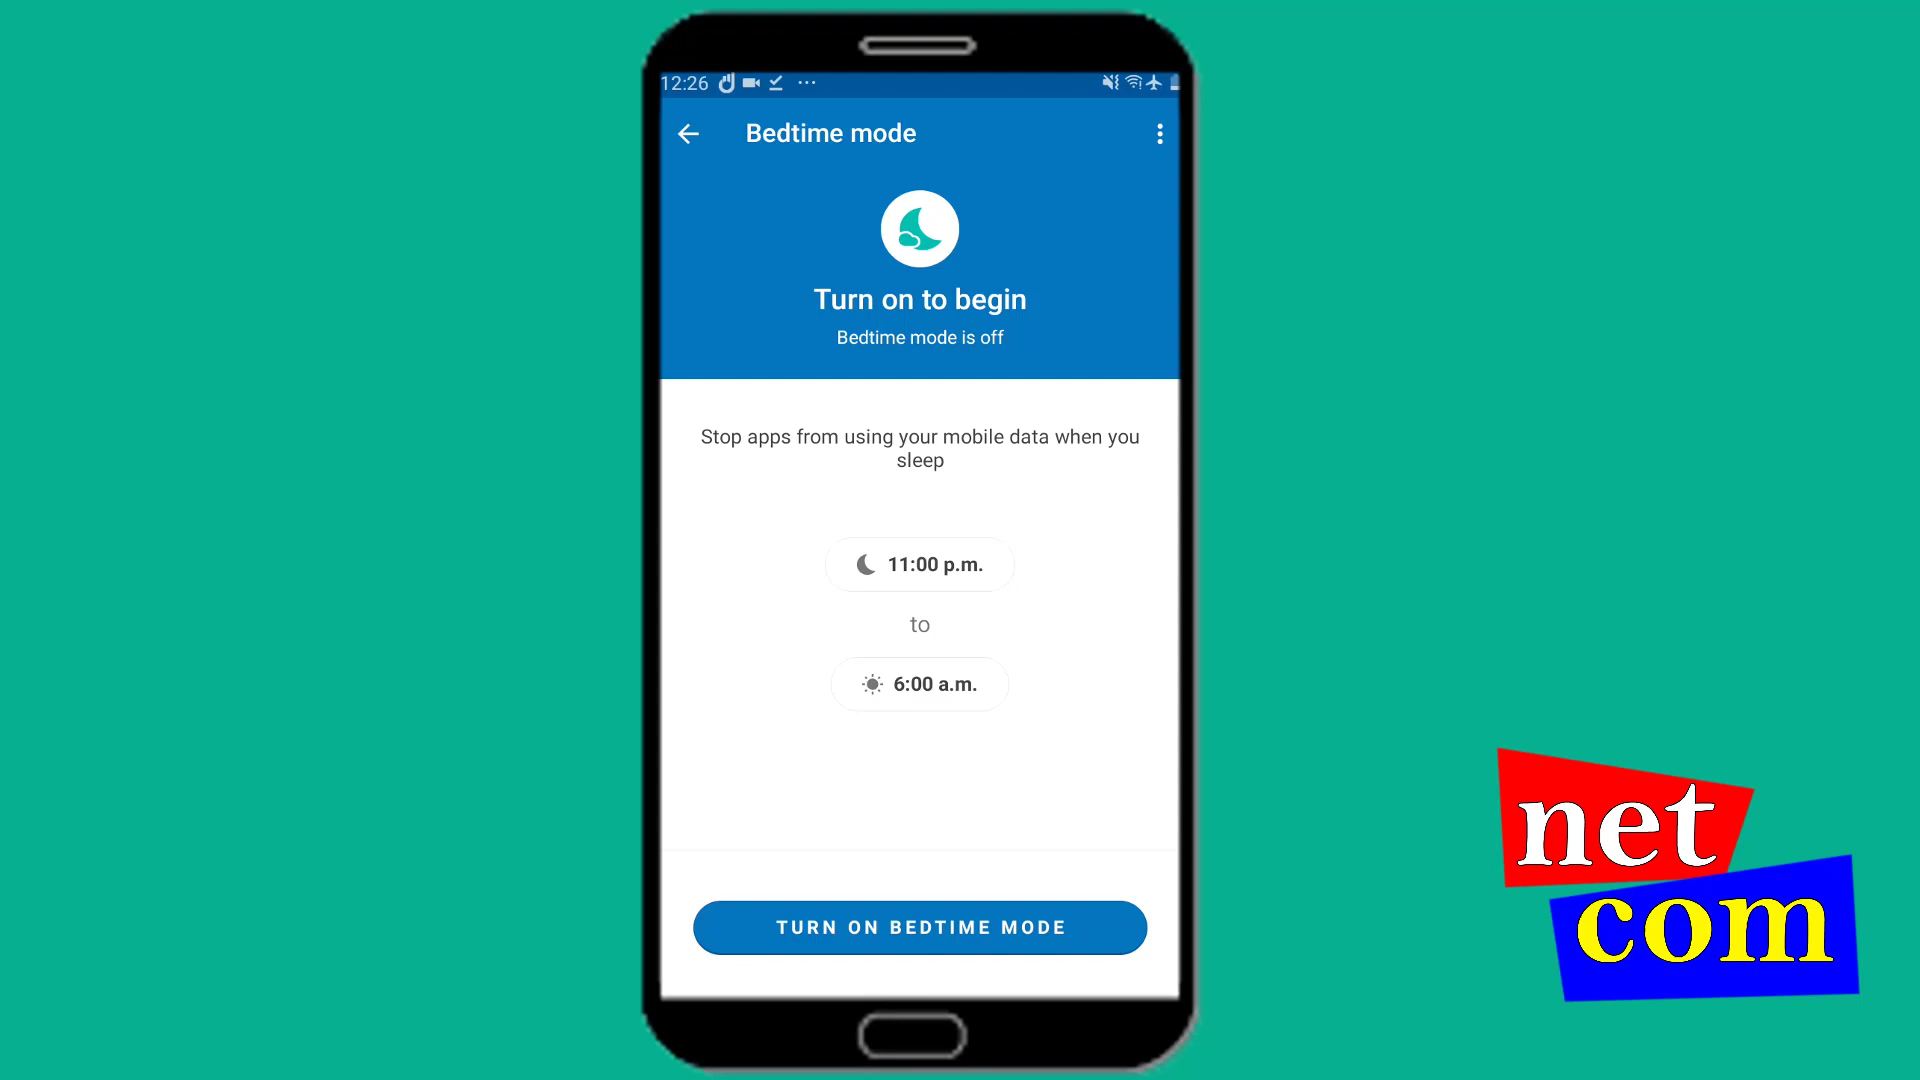 12:26
Bedtime mode
Turn on to begin
Bedtime mode is off
Stop apps from using your mobile data when you
sleep
11:00 p.m.
to
6:00 a.m.
TURN ON BEDTIME MODE
net
com